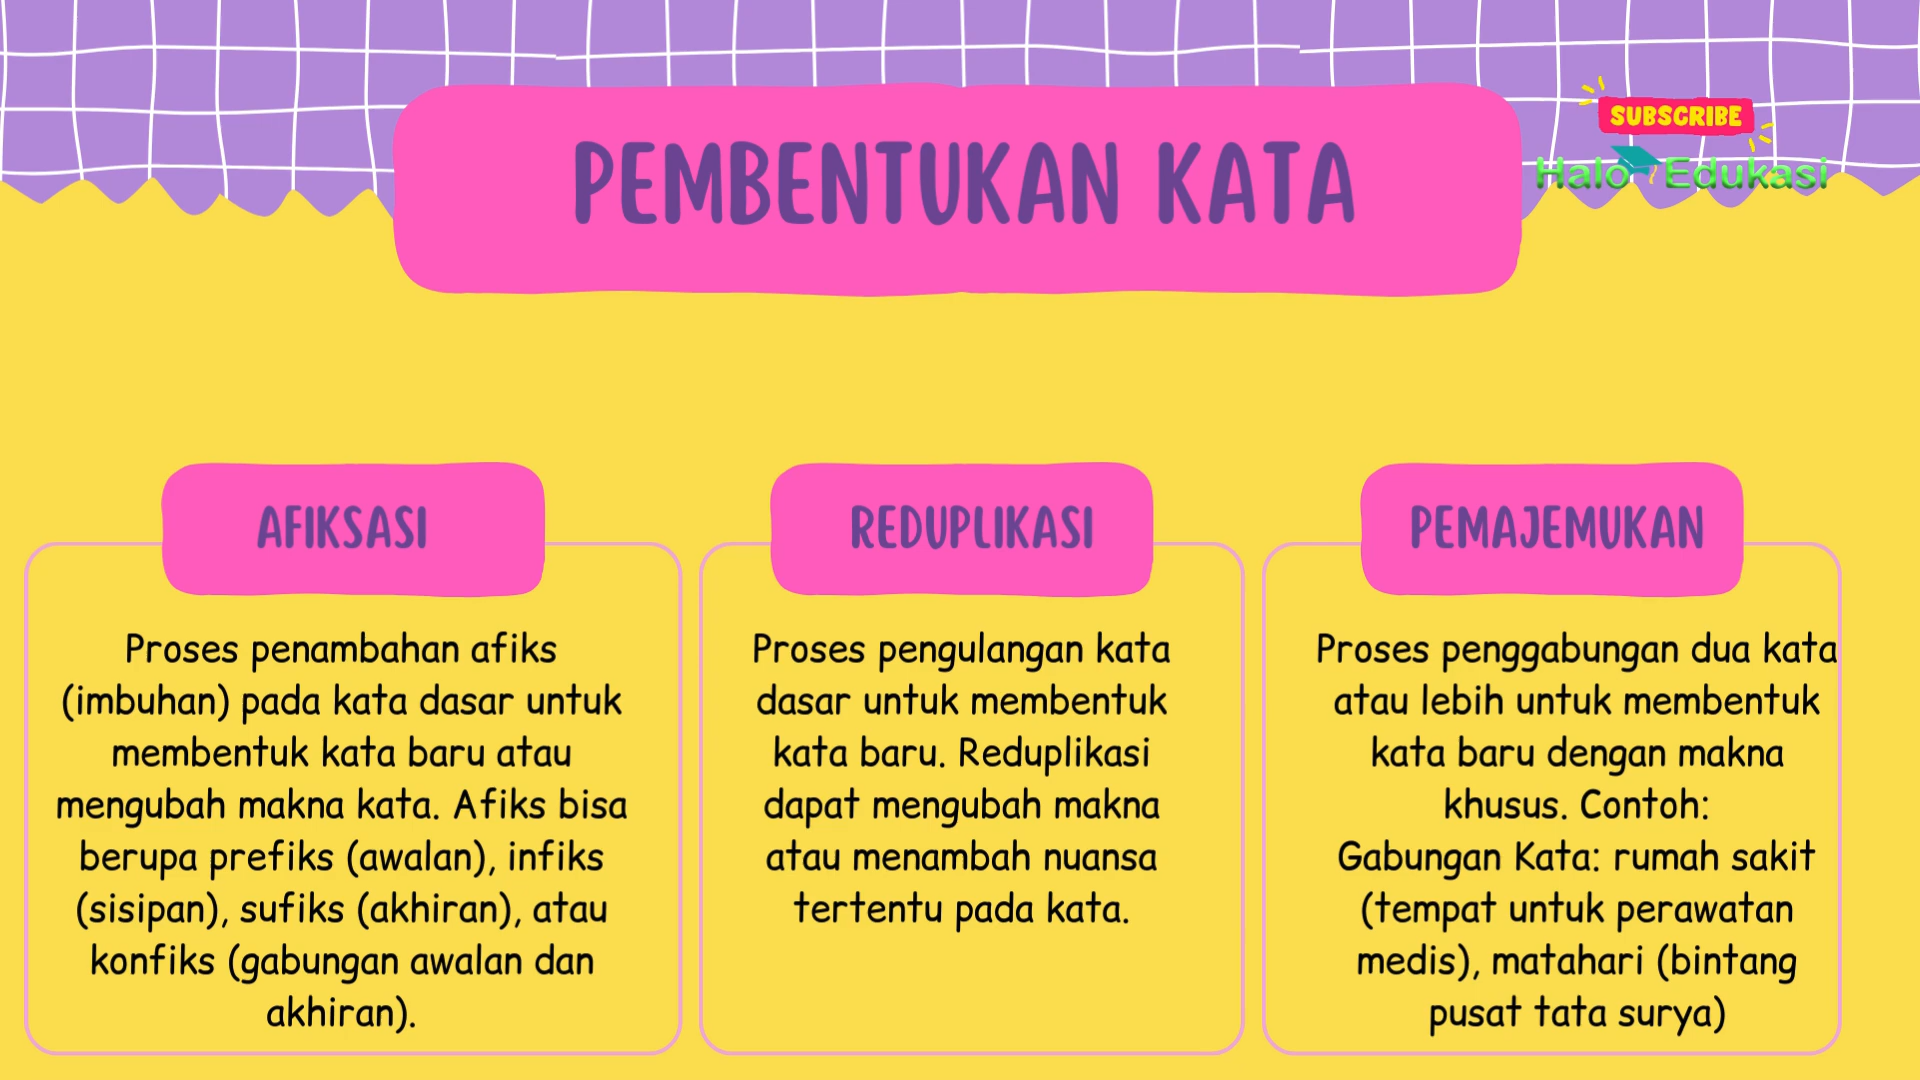 PEMBENTUKAN KATA
SUBSCRIBE
Halo Edukasi
AFIKSASI
Proses penambahan afiks
(imbuhan) pada kata dasar untuk
membentuk kata baru atau
mengubah makna kata. Afiks bisa
berupa prefiks (awalan), infiks
(sisipan), sufiks (akhiran), atau
konfiks (gabungan awalan dan
akhiran).
REDUPLIKASI
Proses pengulangan kata
dasar untuk membentuk
kata baru. Reduplikasi
dapat mengubah makna
atau menambah nuansa
tertentu pada kata.
PEMAJEMUKAN
Proses penggabungan dua kata
atau lebih untuk membentuk
kata baru dengan makna
khusus. Contoh:
Gabungan Kata: rumah sakit
(tempat untuk perawatan
medis), matahari (bintang
pusat tata surya)